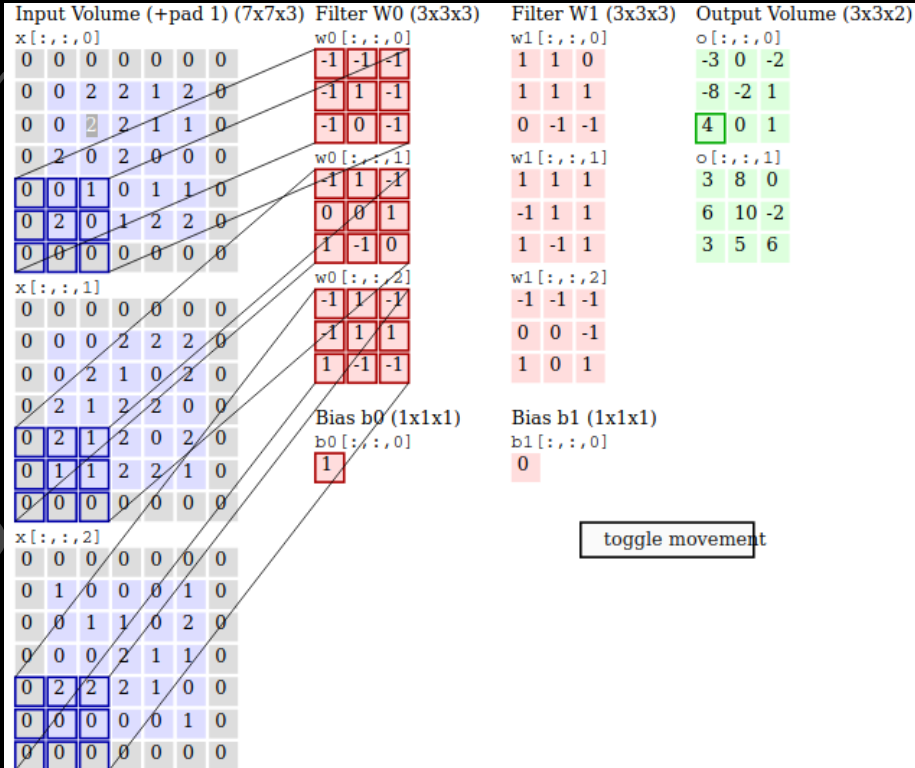 Input Volume (+pad 1) (7x7x3) Filter W0 (3x3x3) Filter W1 (3x3x3) Output Volume (3x3x2)
x[:,:,0]
0 0 0 0 0 0 0
0 0 2 2 1 2 0
0 0 2 2 1 1 0
0 2 0 2 0 0 0
0 0 1 0 1 1 0
0 2 0 1 2 2 0
0 0 0 0 0 0 0
x[:,:,1]
0 0 0 0 0 0 0
0 0 0 2 2 2 0
0 0 2 1 0 2 0
0 2 1 2 2 0 0
0 2 1 2 0 2 0
0 1 1 2 2 1 0
0 0 0 0 0 0 0
x[:,:,2]
0 0 0 0 0 0 0
0 1 0 0 0 1 0
0 0 1 1 0 2 0
0 0 0 2 1 1 0
0 2 2 2 1 0 0
0 0 0 0 0 1 0
0 0 0 0 0 0 0
w0[:,:,0]
-1 -1 -1
-1 1 -1
-1 0 -1
w0[:,:,1]
-1 1 -1
0 0 1
1 -1 0
w0[:,:,2]
-1 1 -1
-1 1 1
1 -1 -1
Bias b0 (1x1x1)
b0[:,:,0]
1
w1[:,:,0]
1 1 0
1 1 1
0 -1 -1
w1[:,:,1]
1 1 1
-1 1 1
1 -1 1
w1[:,:,2]
-1 -1 -1
0 0 -1
1 0 1
Bias b1 (1x1x1)
b1[:,:,0]
0
o[:,:,0]
-3 0 -2
-8 -2 1
4 0 1
o[:,:,1]
3 8 0
6 10 -2
3 5 6
toggle movement